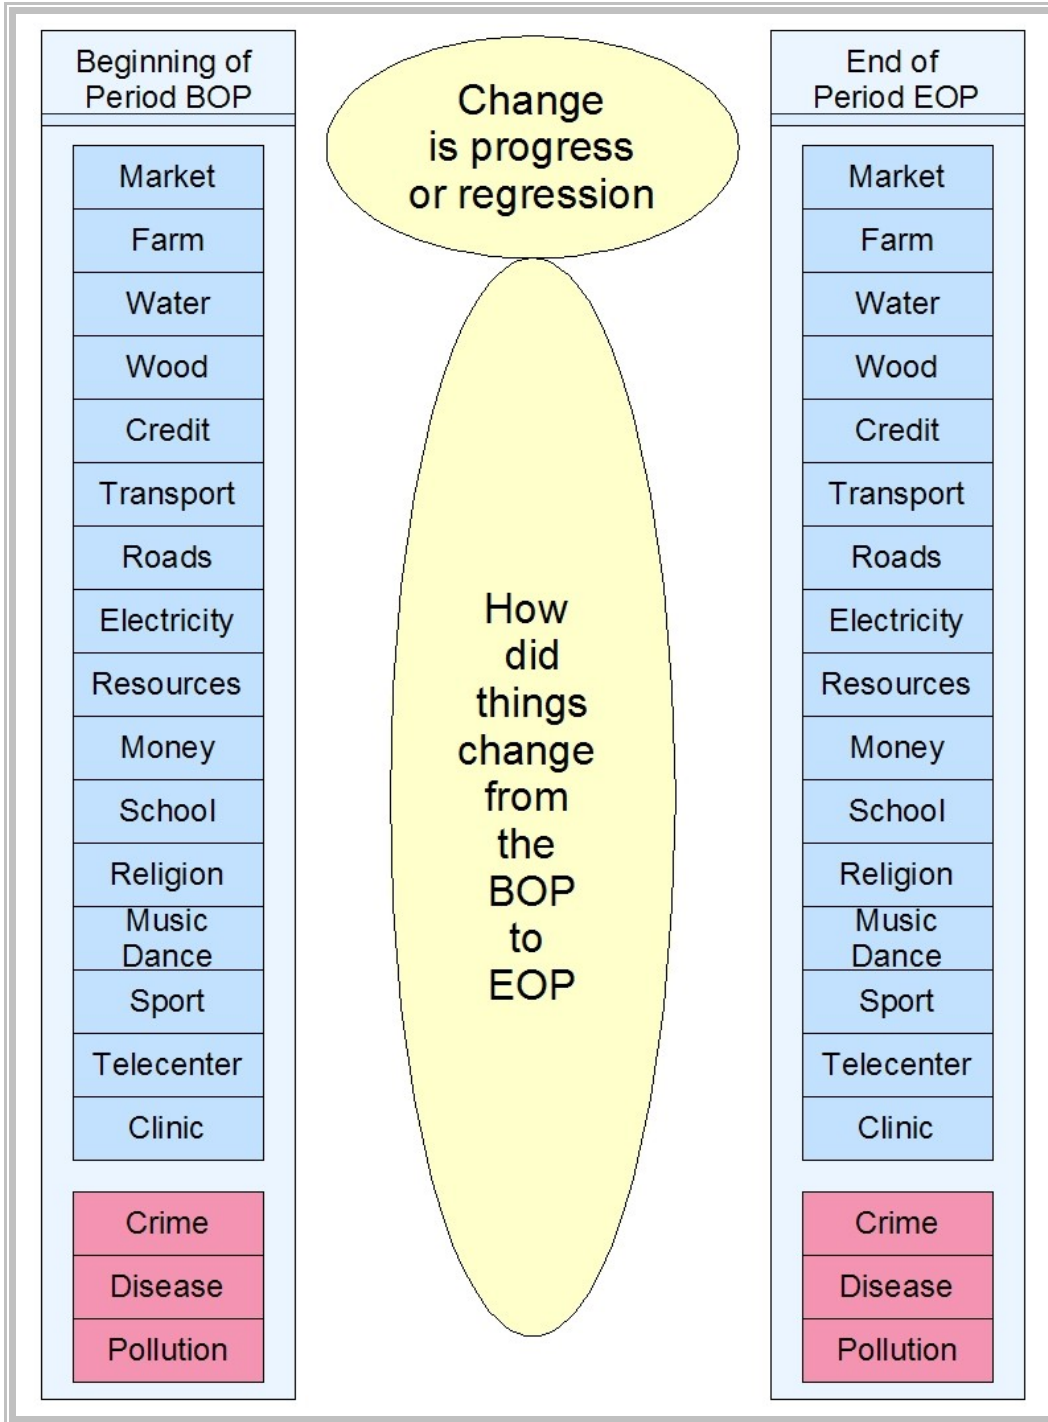 Beginning of
Period BOP
Market
Farm
Water
Wood
Credit
Transport
Roads
Electricity
Resources
Money
School
Religion
Music
Dance
Sport
Telecenter
Clinic
Crime
Disease
Pollution
Change
is progress
or regression
How
did
things
change
from
the
BOP
to
EOP
End of
Period EOP
Market
Farm
Water
Wood
Credit
Transport
Roads
Electricity
Resources
Money
School
Religion
Music
Dance
Sport
Telecenter
Clinic
Crime
Disease
Pollution